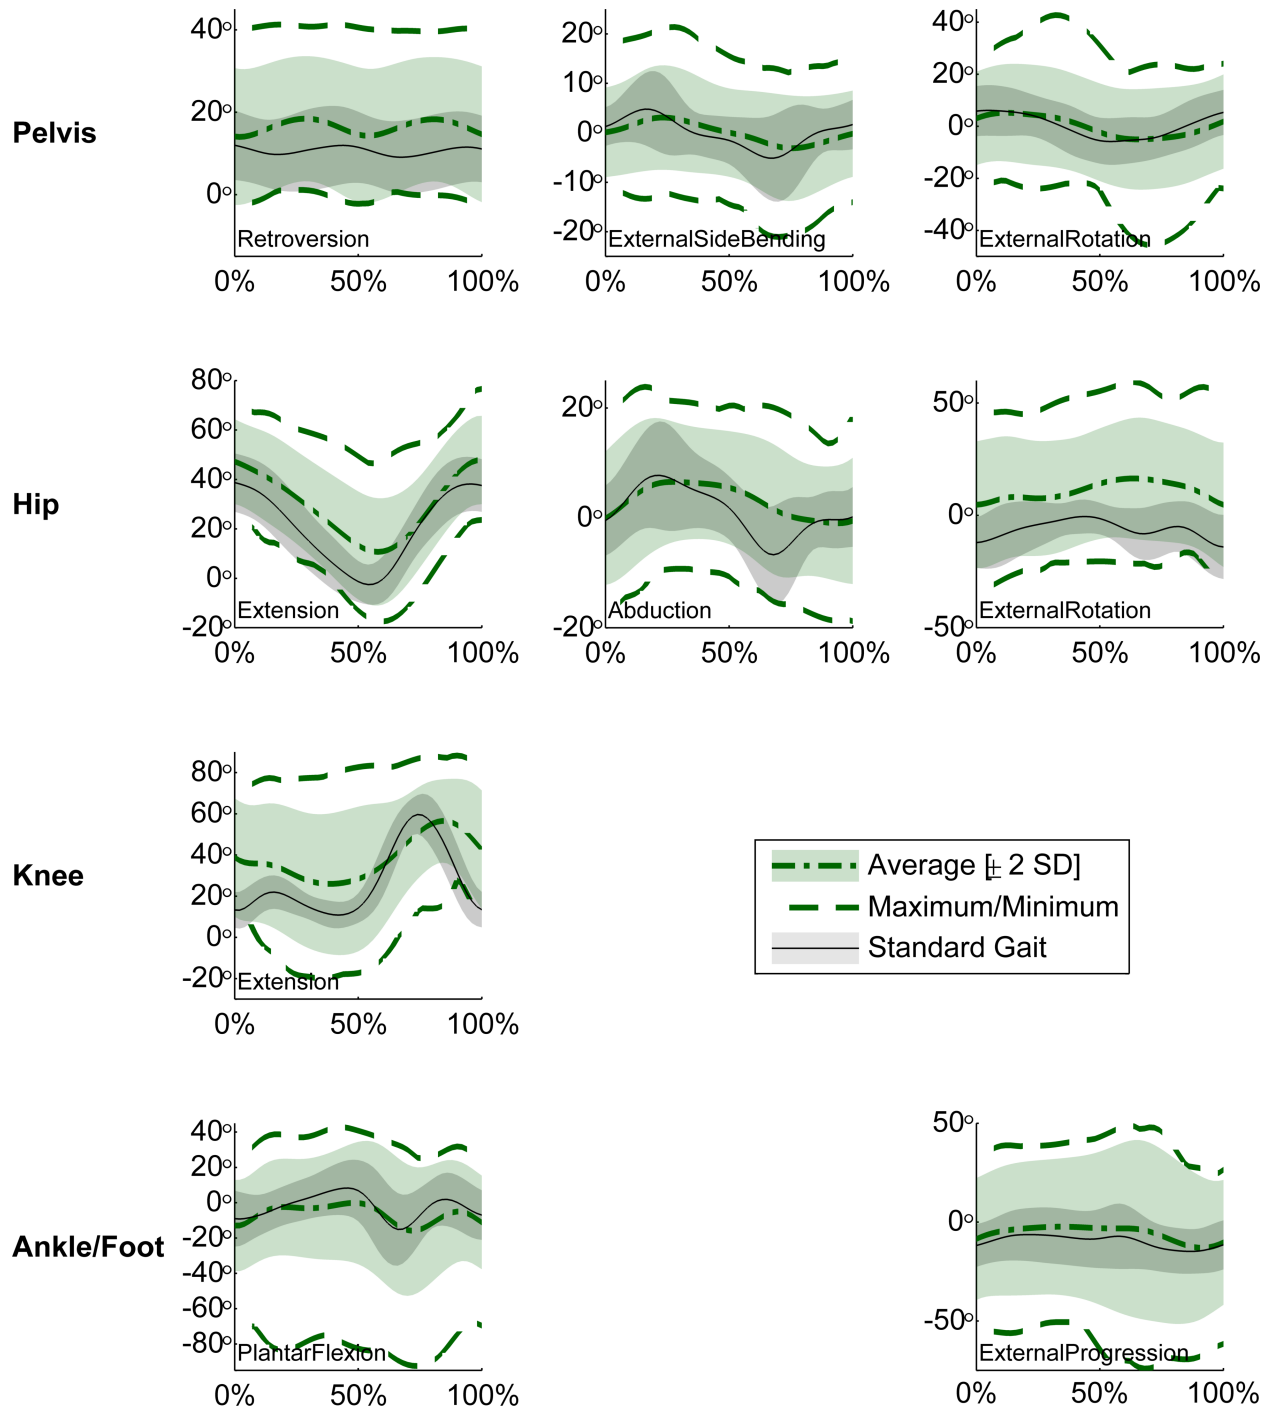 Pelvis
40°
20°
0°
Retroversion
0% 50% 100%
20°
10°
0°
-10°
-20°
ExternalSideBending
0% 50% 100%
40°
20°
0°
-20°
-40°
ExternalRotation
0% 50% 100%
Hip
80°
60°
40°
20°
0°
-20°
Extension
0% 50% 100%
20°
0°
-20°
Abduction
0% 50% 100%
50°
0°
-50°
ExternalRotation
0% 50% 100%
Knee
80°
60°
40°
20°
0°
-20°
Extension
0% 50% 100%
Average [± 2 SD]
Maximum/Minimum
Standard Gait
Ankle/Foot
40°
20°
0°
-20°
-40°
-60°
-80°
PlantarFlexion
0% 50% 100%
50°
0°
-50°
ExternalProgression
0% 50% 100%